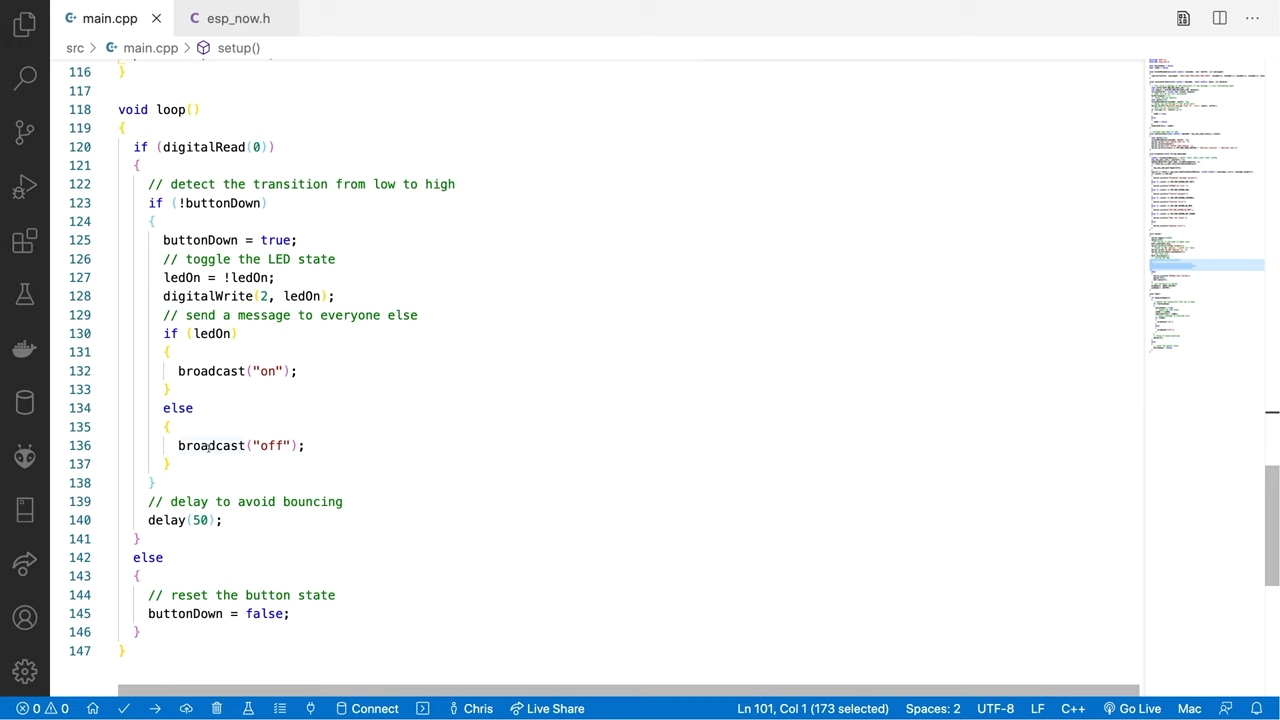 main.cpp
esp_now.h
src > main.cpp > setup()
116 }
117
118 void loop()
119 {
120 if (digitalRead(0))
121 {
122 // detect the transition from low to high
123 if (!buttonDown)
124 {
125 buttonDown = true;
126 // toggle the LED state
127 ledOn = !ledOn;
128 digitalWrite(2, ledOn);
129 // send a message to everyone else
130 if (ledOn)
131 {
132 broadcast("on");
133 }
134 else
135 {
136 broadcast("off");
137 }
138 }
139 // delay to avoid bouncing
140 delay(50);
141 }
142 else
143 {
144 // reset the button state
145 buttonDown = false;
146 }
147 }
0 0 Connect Chris Live Share Ln 101, Col 1 (173 selected) Spaces: 2 UTF-8 LF C++ Go Live Mac